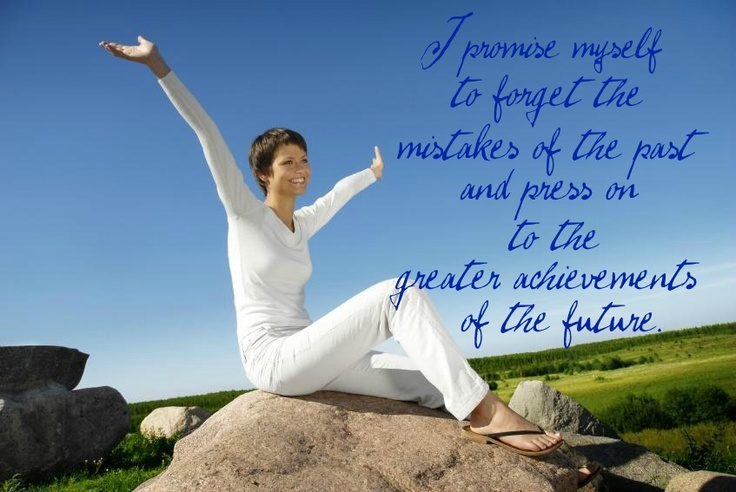 I promise myself
to forget the
mistakes of the past
and press on
to the
greater achievements
of the future.